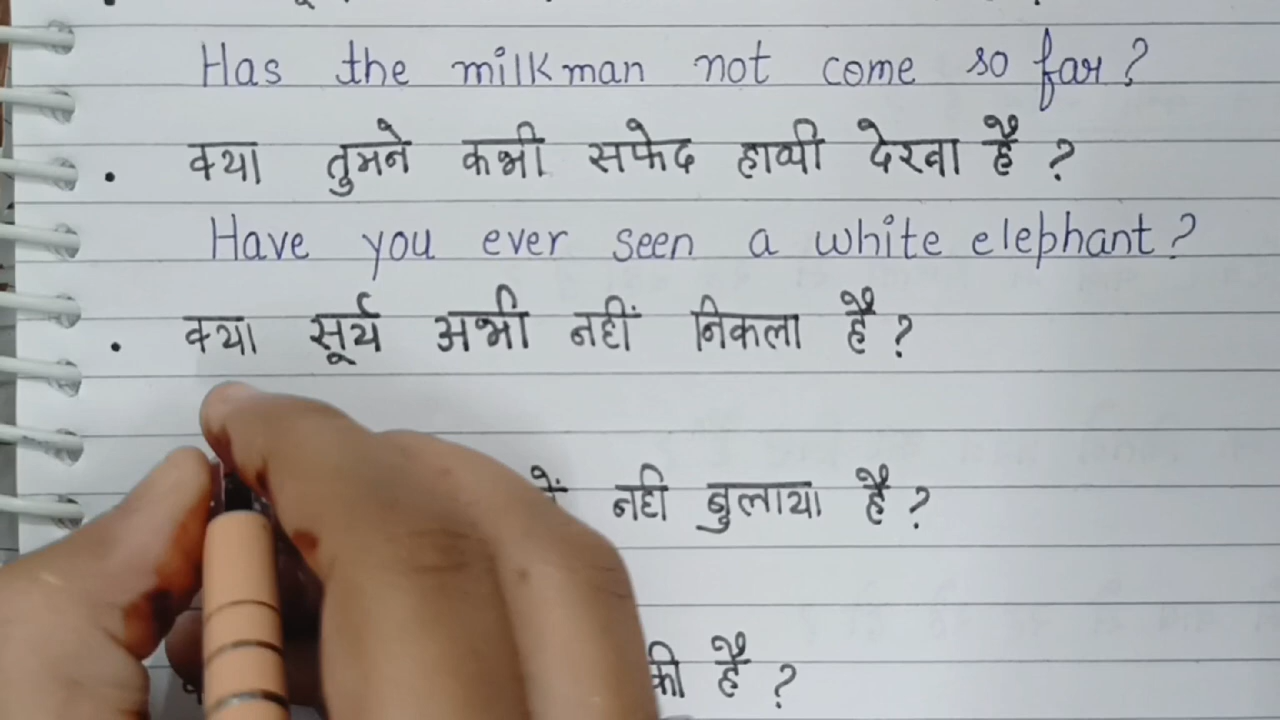 Has the milkman not come so far?
. क्या तुमने कभी सफेद हाथी देखा है ?
Have you ever seen a white elephant?
. क्या सूर्य अभी नहीं निकला है ?
नही बुलाया है ?
की है ?